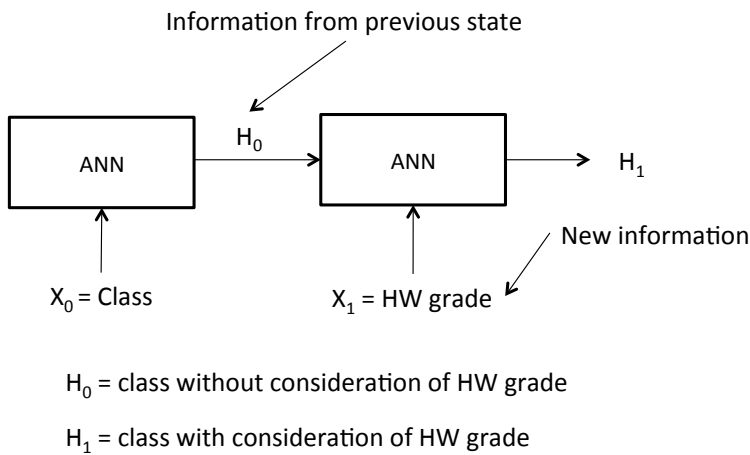 Information from previous state
H₀
ANN
ANN
H₁
New information
X₀ = Class
X₁ = HW grade
H₀ = class without consideration of HW grade
H₁ = class with consideration of HW grade